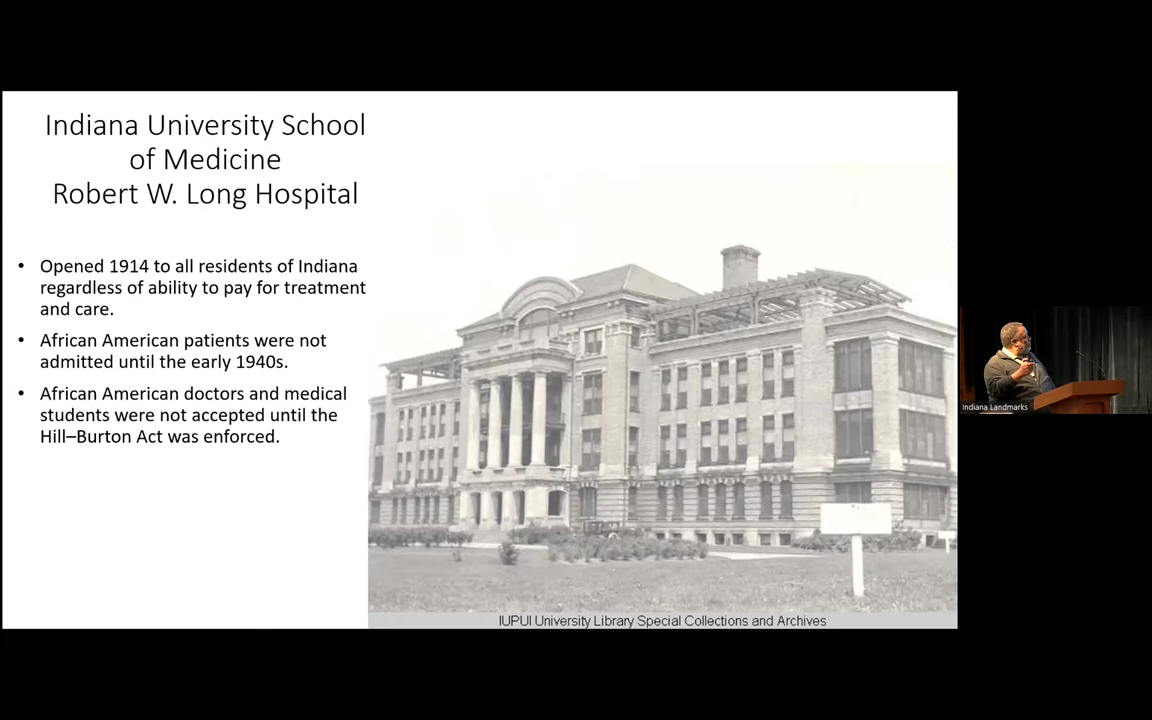 Indiana University School
of Medicine
Robert W. Long Hospital
• Opened 1914 to all residents of Indiana
regardless of ability to pay for treatment
and care.
• African American patients were not
admitted until the early 1940s.
• African American doctors and medical
students were not accepted until the
Hill–Burton Act was enforced.
IUPUI University Library Special Collections and Archives
Indiana Landmarks